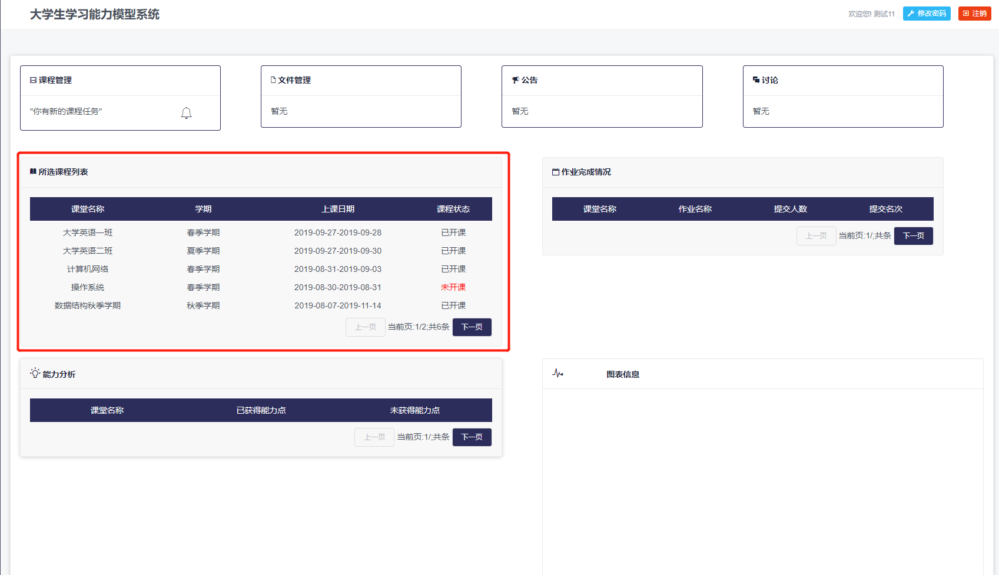 大学生学习能力模型系统
欢迎您! 测试11 修改密码 注销
课程管理
"你有新的课程任务"
文件管理
暂无
公告
暂无
讨论
暂无
所选课程列表
课堂名称 学期 上课日期 课程状态
大学英语一班 春季学期 2019-09-27-2019-09-28 已开课
大学英语二班 夏季学期 2019-09-27-2019-09-30 已开课
计算机网络 春季学期 2019-08-31-2019-09-03 已开课
操作系统 春季学期 2019-08-30-2019-08-31 未开课
数据结构秋季学期 秋季学期 2019-08-07-2019-11-14 已开课
上一页 当前页:1/2;共6条 下一页
作业完成情况
课堂名称 作业名称 提交人数 提交名次
上一页 当前页:1/;共条 下一页
能力分析
课堂名称 已获得能力点 未获得能力点
上一页 当前页:1/;共条 下一页
图表信息